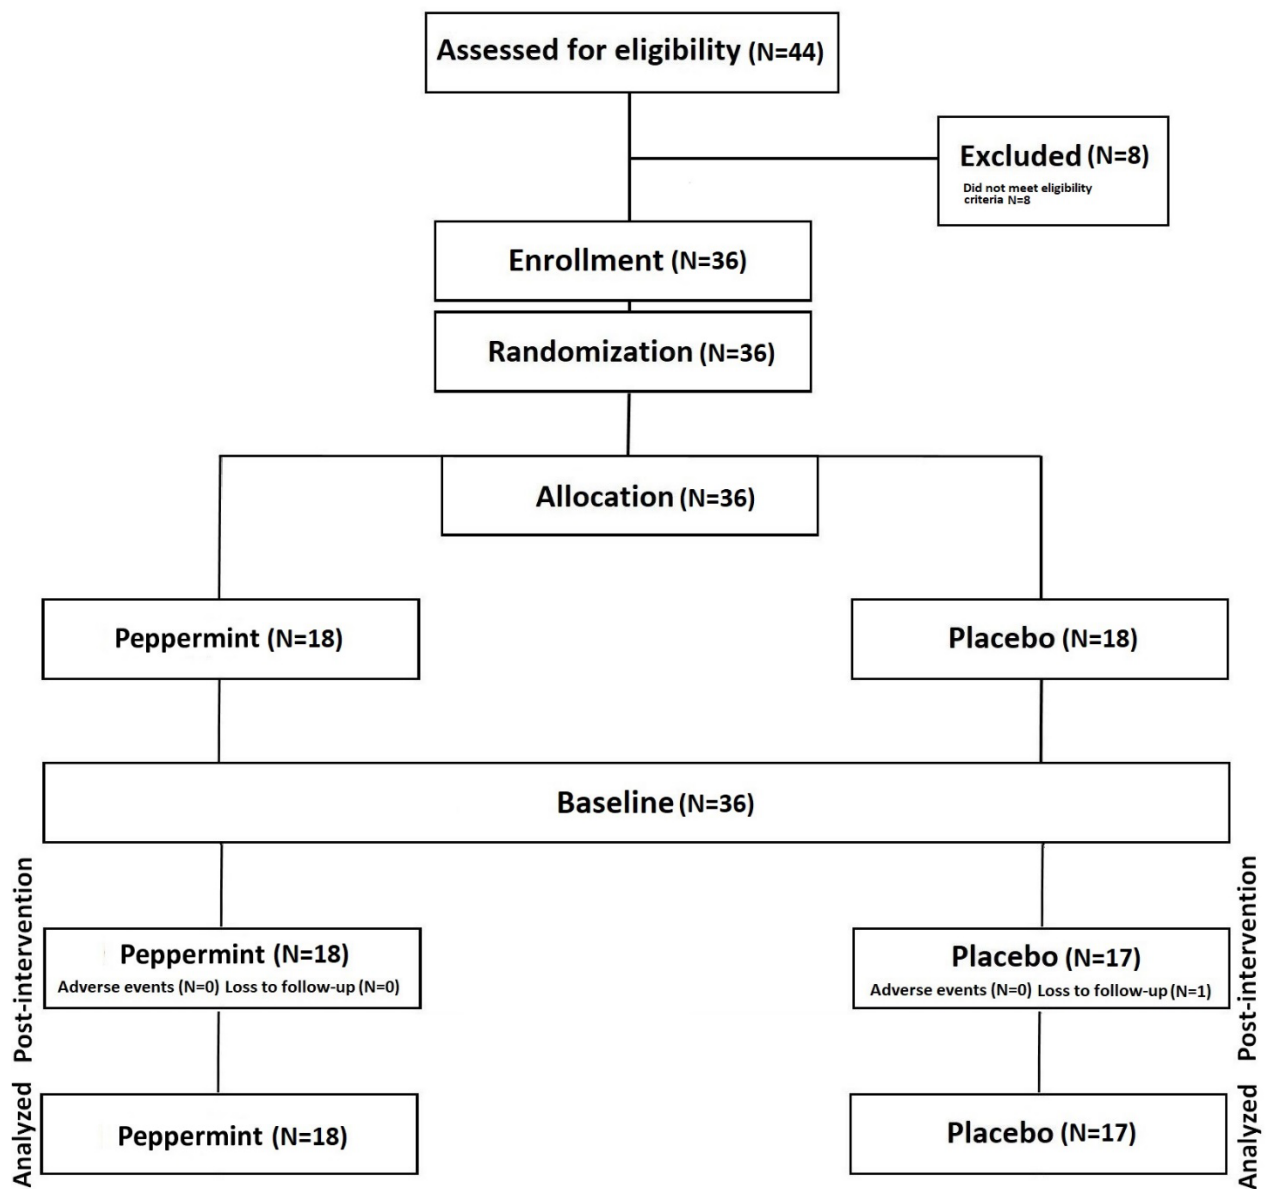 Assessed for eligibility (N=44)
Excluded (N=8)
Did not meet eligibility
criteria N=8
Enrollment (N=36)
Randomization (N=36)
Allocation (N=36)
Peppermint (N=18)
Placebo (N=18)
Baseline (N=36)
Post-intervention
Peppermint (N=18)
Adverse events (N=0) Loss to follow-up (N=0)
Placebo (N=17)
Adverse events (N=0) Loss to follow-up (N=1)
Post-intervention
Analyzed
Peppermint (N=18)
Placebo (N=17)
Analyzed